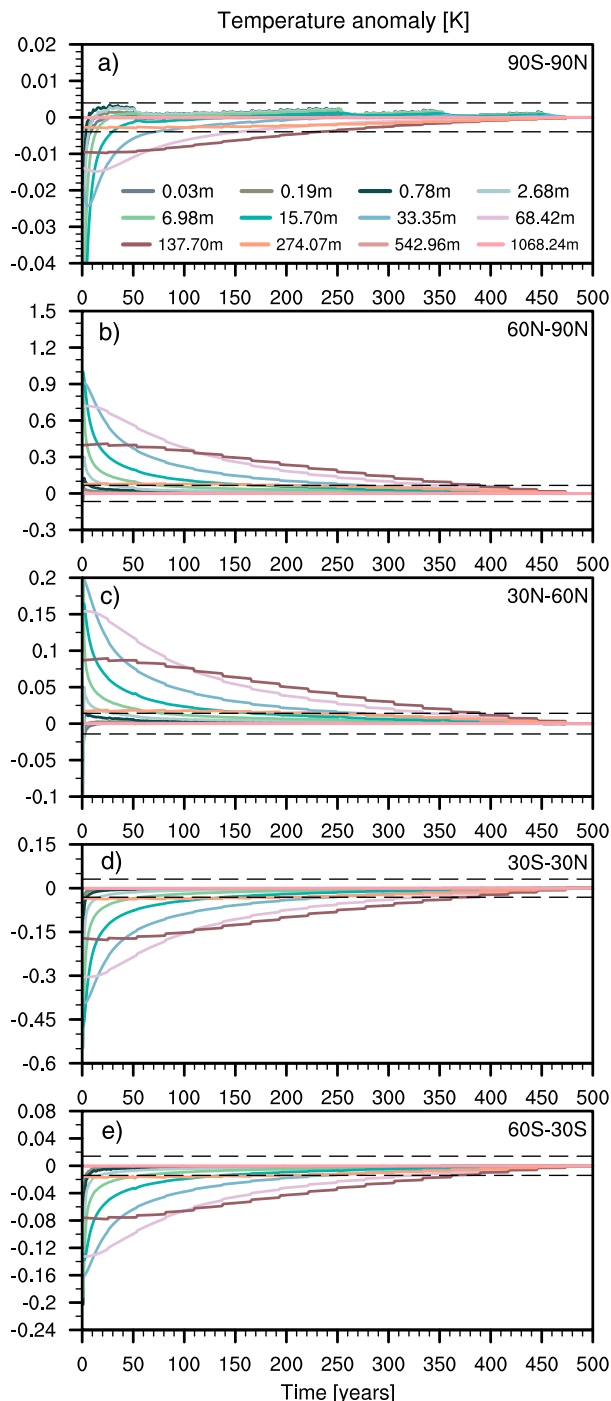 Temperature anomaly [K]
a)
90S-90N
0.02
0.01
0
-0.01
-0.02
-0.03
-0.04
0.03m 0.19m 0.78m 2.68m
6.98m 15.70m 33.35m 68.42m
137.70m 274.07m 542.96m 1068.24m
0 50 100 150 200 250 300 350 400 450 500
b)
60N-90N
1.5
1.2
0.9
0.6
0.3
0
-0.3
0 50 100 150 200 250 300 350 400 450 500
c)
30N-60N
0.2
0.15
0.1
0.05
0
-0.05
-0.1
0 50 100 150 200 250 300 350 400 450 500
d)
30S-30N
0.15
0
-0.15
-0.3
-0.45
-0.6
0 50 100 150 200 250 300 350 400 450 500
e)
60S-30S
0.08
0.04
0
-0.04
-0.08
-0.12
-0.16
-0.2
-0.24
0 50 100 150 200 250 300 350 400 450 500
Time [years]